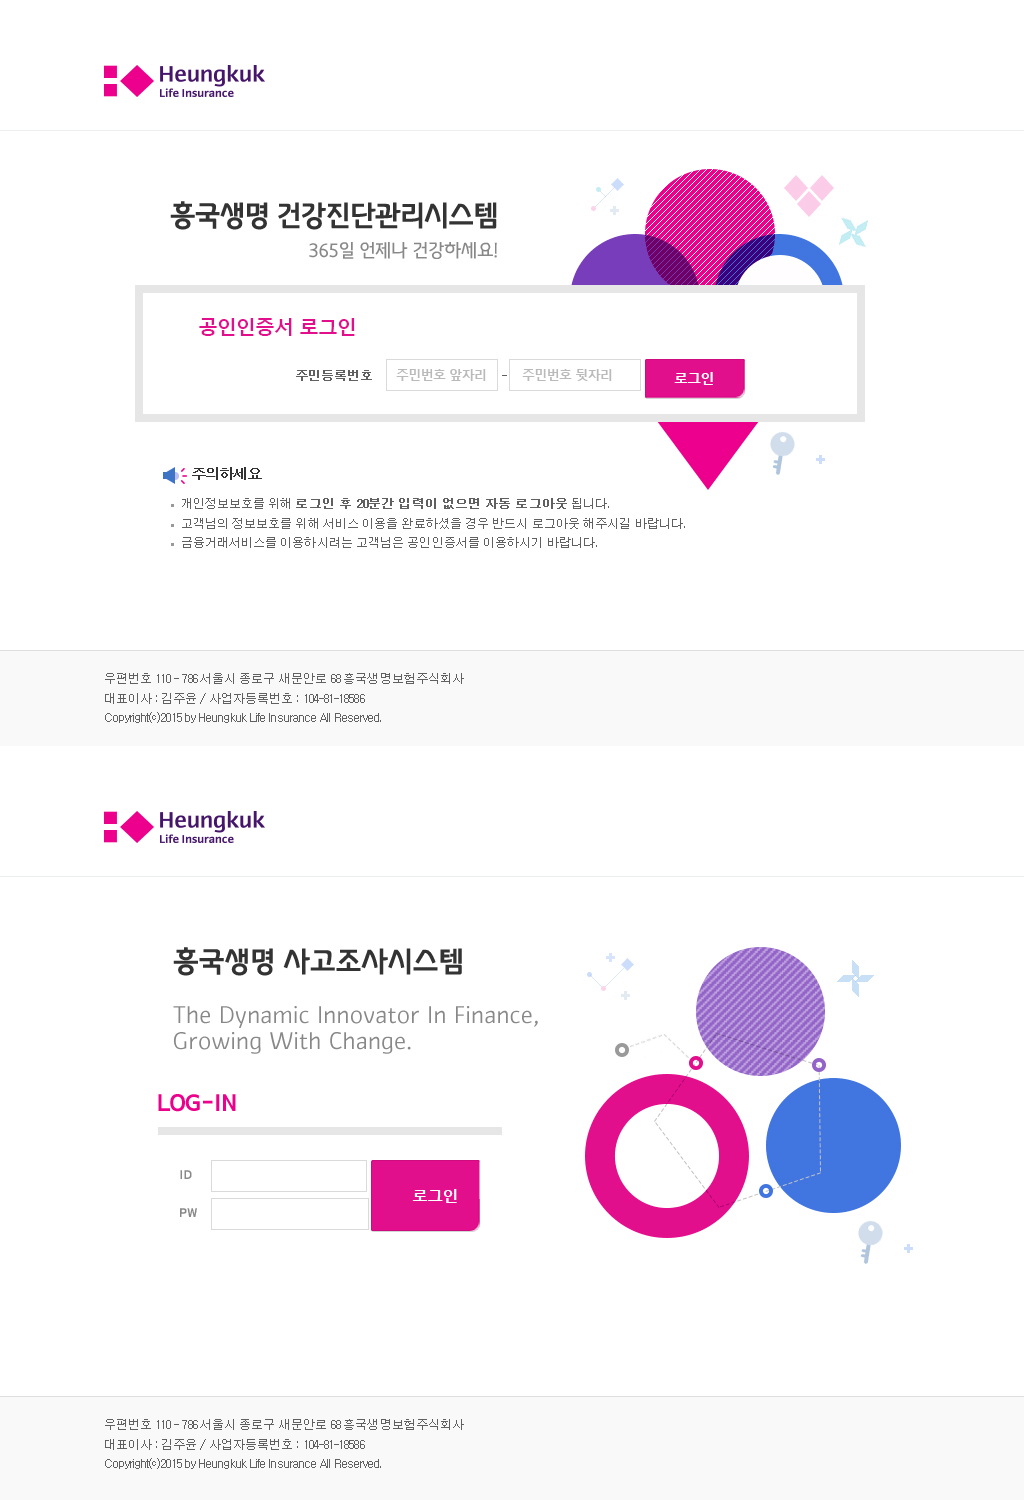 Heungkuk
Life Insurance
흥국생명 건강진단관리시스템
365일 언제나 건강하세요!
공인인증서 로그인
주민등록번호 주민번호 앞자리 - 주민번호 뒷자리 로그인
주의하세요
개인정보보호를 위해 로그인 후 20분간 입력이 없으면 자동 로그아웃 됩니다.
고객님의 정보보호를 위해 서비스 이용을 완료하셨을 경우 반드시 로그아웃 해주시길 바랍니다.
금융거래서비스를 이용하시려는 고객님은 공인인증서를 이용하시기 바랍니다.
우편번호 110 - 786 서울시 종로구 새문안로 68 흥국생명보험주식회사
대표이사 : 김주윤 / 사업자등록번호 : 104-81-18586
Copyright(c)2015 by Heungkuk Life Insurance All Reserved.
Heungkuk
Life Insurance
흥국생명 사고조사시스템
The Dynamic Innovator In Finance,
Growing With Change.
LOG-IN
ID
로그인
PW
우편번호 110 - 786 서울시 종로구 새문안로 68 흥국생명보험주식회사
대표이사 : 김주윤 / 사업자등록번호 : 104-81-18586
Copyright(c)2015 by Heungkuk Life Insurance All Reserved.